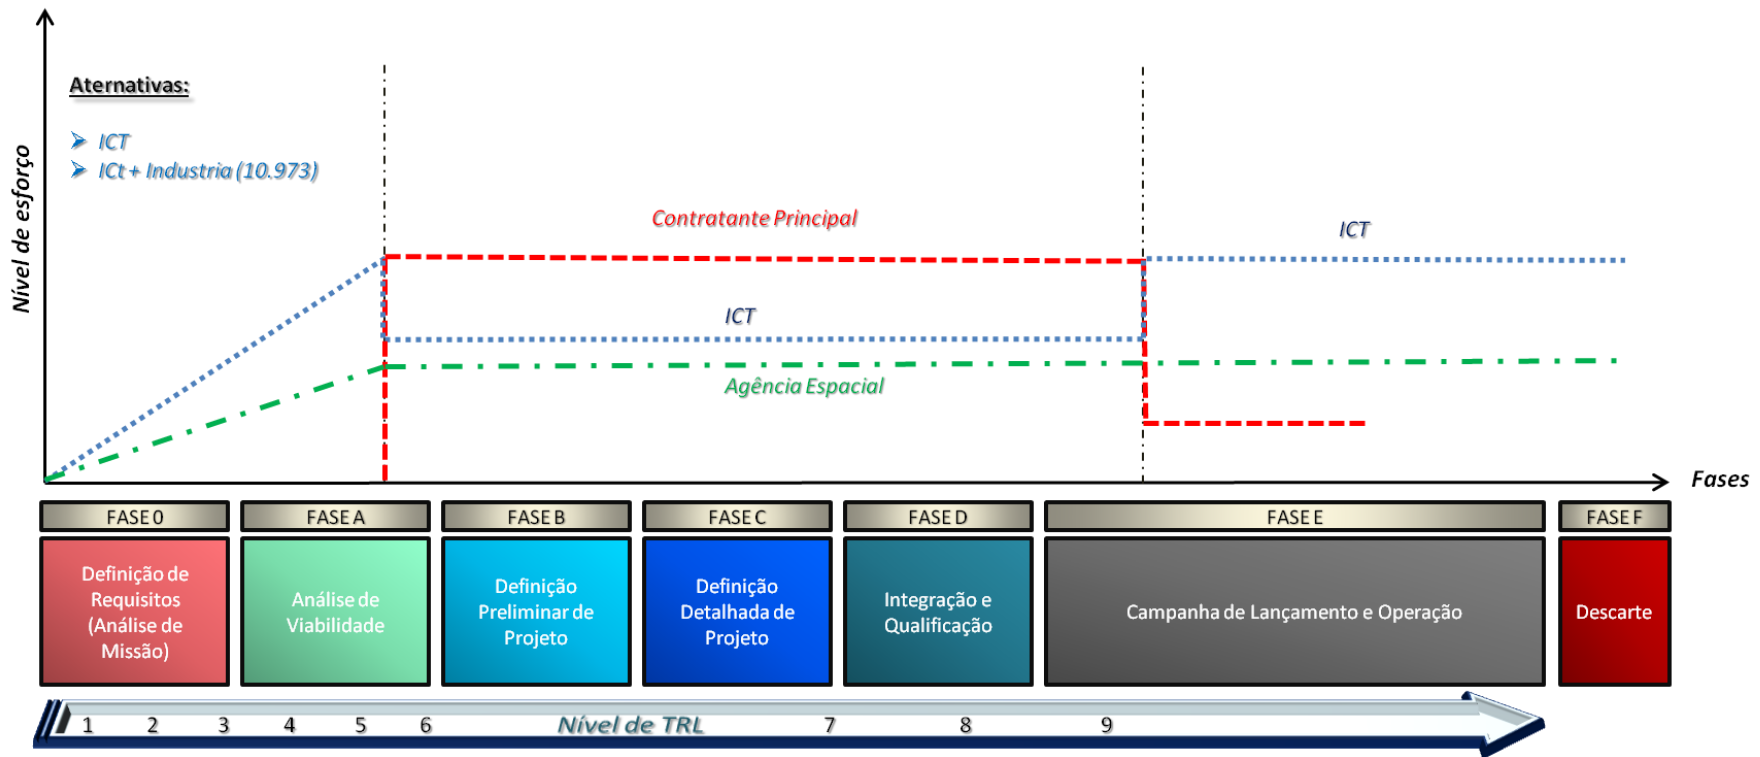 Aternativas:
ICT
ICt + Industria (10.973)
Nível de esforço
Contratante Principal
ICT
ICT
Agência Espacial
Fases
FASE 0
FASE A
FASE B
FASE C
FASE D
FASE E
FASE F
Definição de
Requisitos
(Análise de
Missão)
Análise de
Viabilidade
Definição
Preliminar de
Projeto
Definição
Detalhada de
Projeto
Integração e
Qualificação
Campanha de Lançamento e Operação
Descarte
1 2 3 4 5 6 Nível de TRL 7 8 9